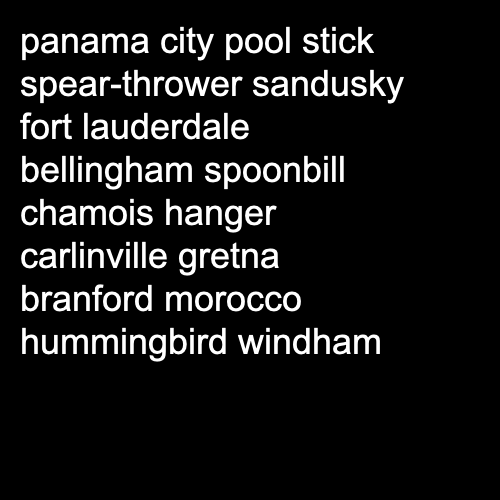 panama city pool stick
spear-thrower sandusky
fort lauderdale
bellingham spoonbill
chamois hanger
carlinville gretna
branford morocco
hummingbird windham